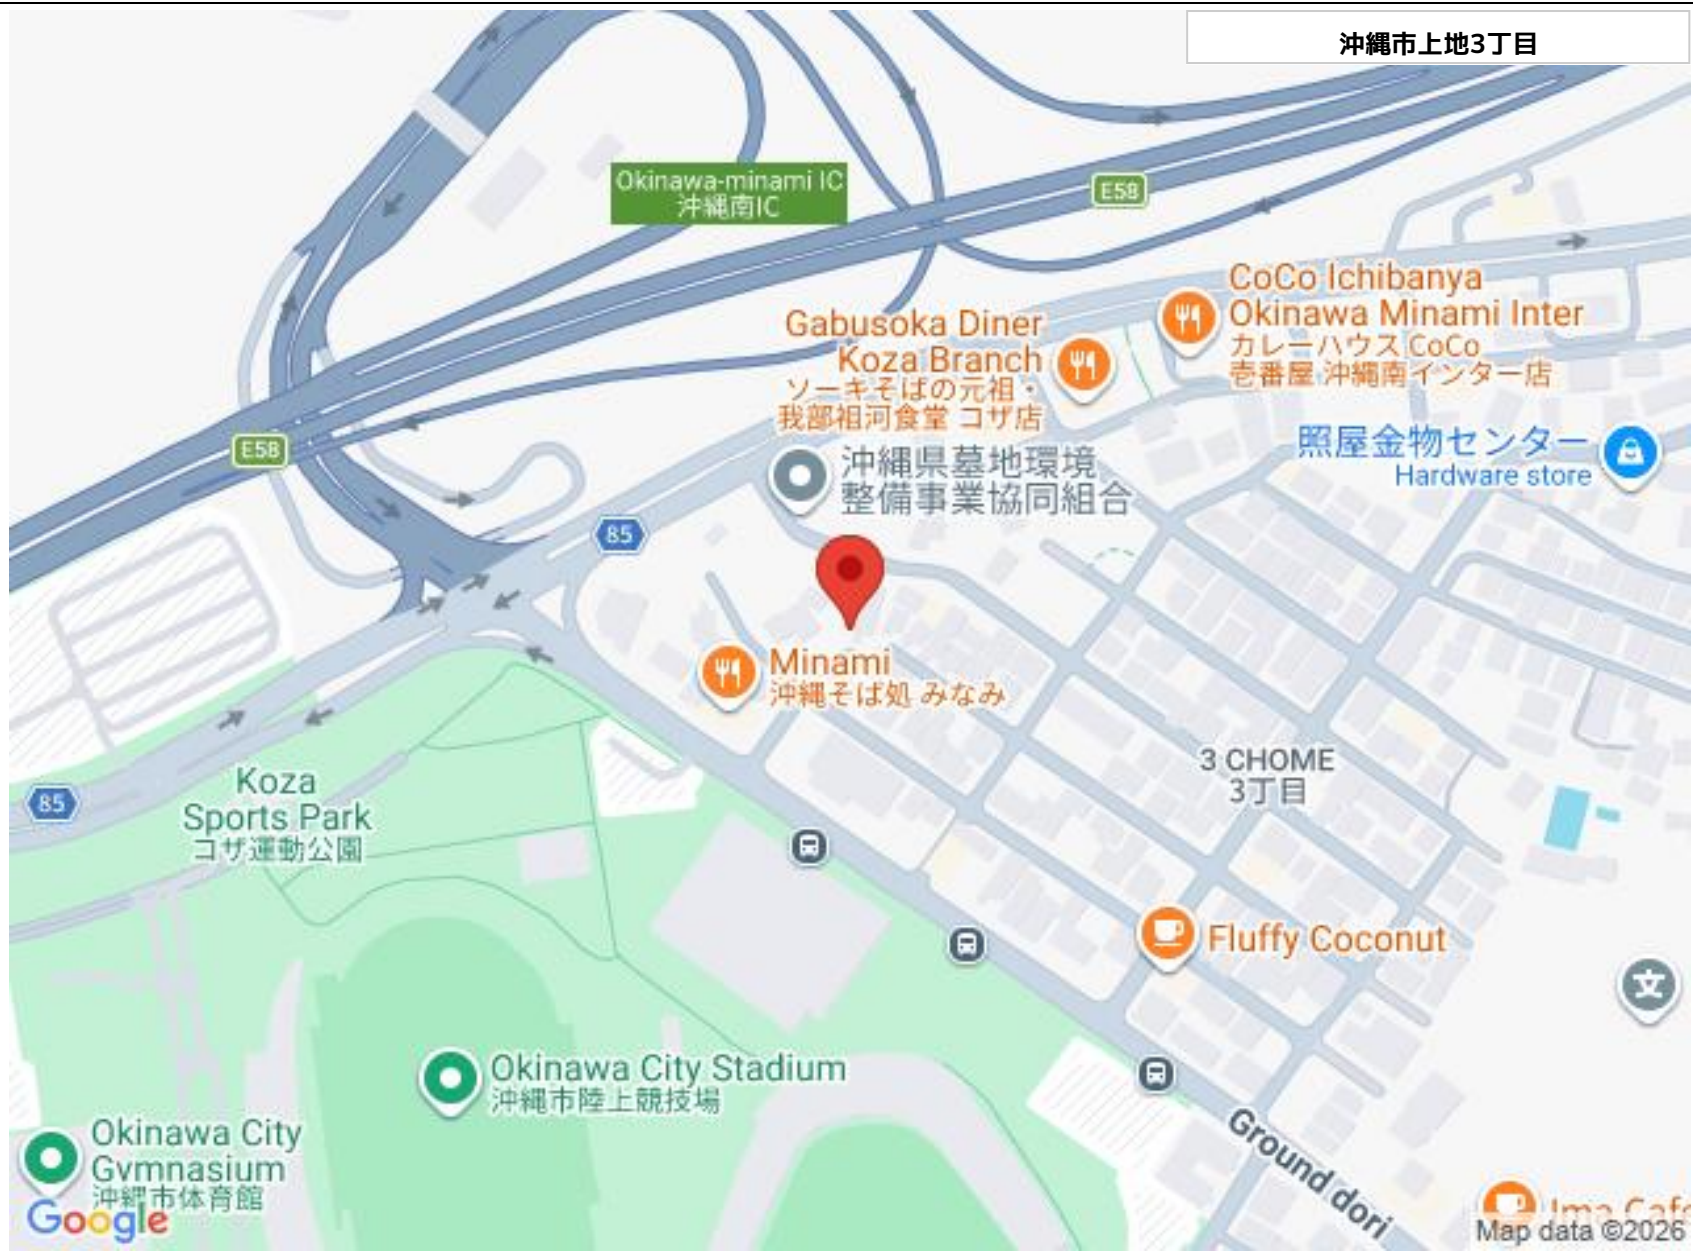 沖縄市上地3丁目
Okinawa-minami IC
沖縄南IC
E58
CoCo Ichibanya
Okinawa Minami Inter
カレーハウス CoCo
壱番屋 沖縄南インター店
Gabusoka Diner
Koza Branch
ソーキそばの元祖・
我部祖河食堂 コザ店
照屋金物センター
Hardware store
E58
沖縄県墓地環境
整備事業協同組合
85
Minami
沖縄そば処 みなみ
3 CHOME
3丁目
Koza
Sports Park
コザ運動公園
85
Fluffy Coconut
文
Okinawa City Stadium
沖縄市陸上競技場
Okinawa City
Gymnasium
沖縄市体育館
Ground dori
Ima Cafe
Google
Map data ©2026